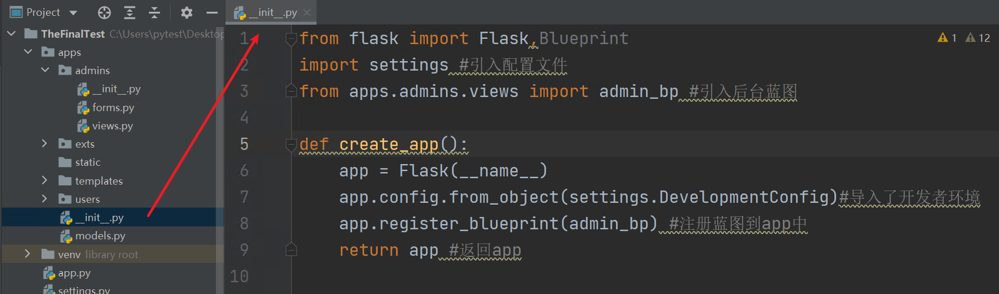 Project
__init__.py
TheFinalTest C:\Users\pytest\Desktop
apps
admins
__init__.py
forms.py
views.py
exts
static
templates
users
__init__.py
models.py
venv library root
app.py
settings.py
1 from flask import Flask,Blueprint
2 import settings #引入配置文件
3 from apps.admins.views import admin_bp #引入后台蓝图
4
5 def create_app():
6 app = Flask(__name__)
7 app.config.from_object(settings.DevelopmentConfig)#导入了开发者环境
8 app.register_blueprint(admin_bp) #注册蓝图到app中
9 return app #返回app
10
1 12